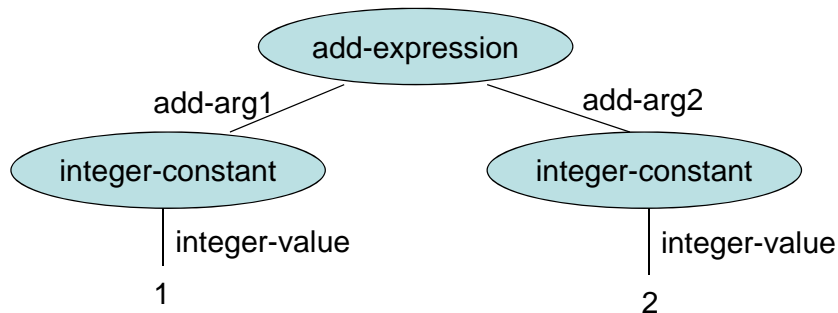 add-expression
add-arg1
add-arg2
integer-constant
integer-constant
integer-value
integer-value
1
2